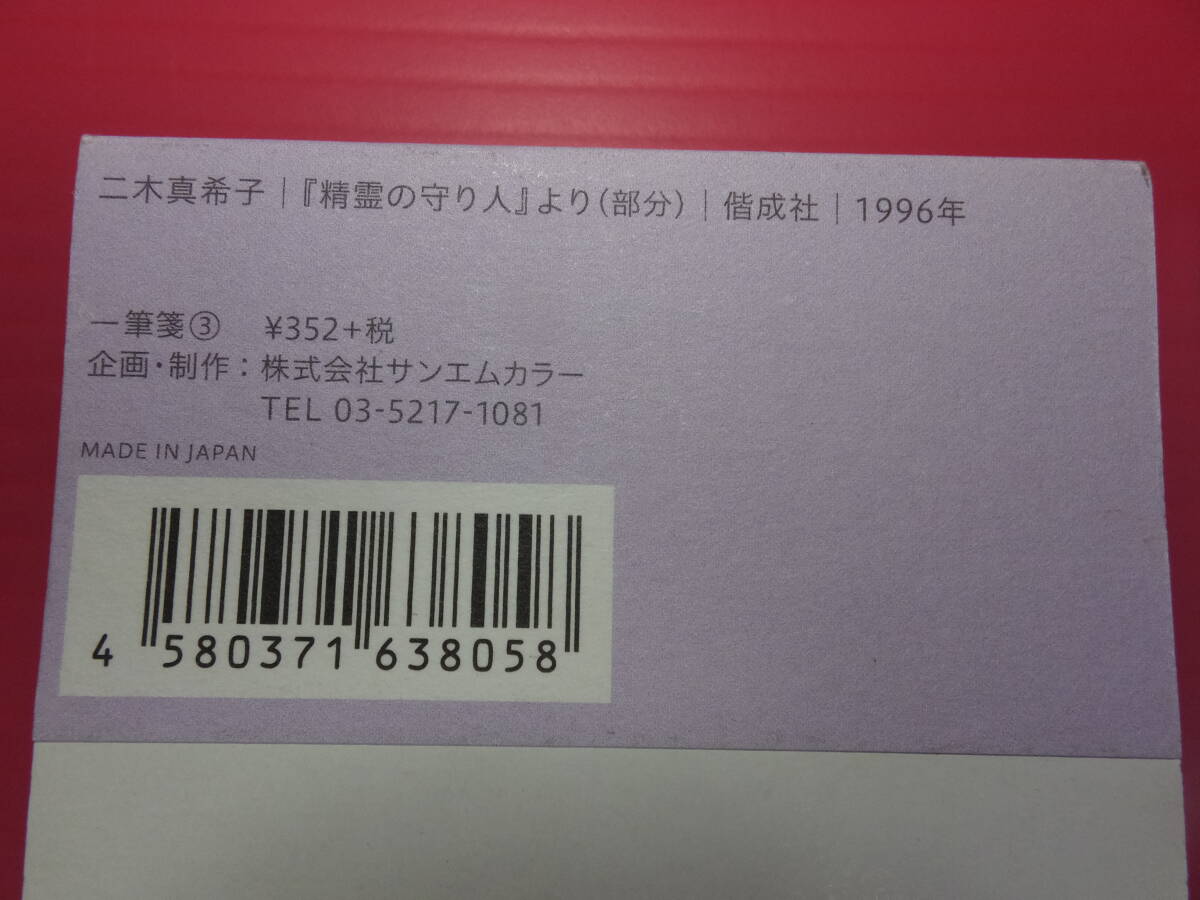 二木真希子|『精霊の守り人』より(部分)|偕成社|1996年
一筆箋③ ¥352+税
企画・制作：株式会社サンエムカラー
TEL 03-5217-1081
MADE IN JAPAN
4 580371 638058